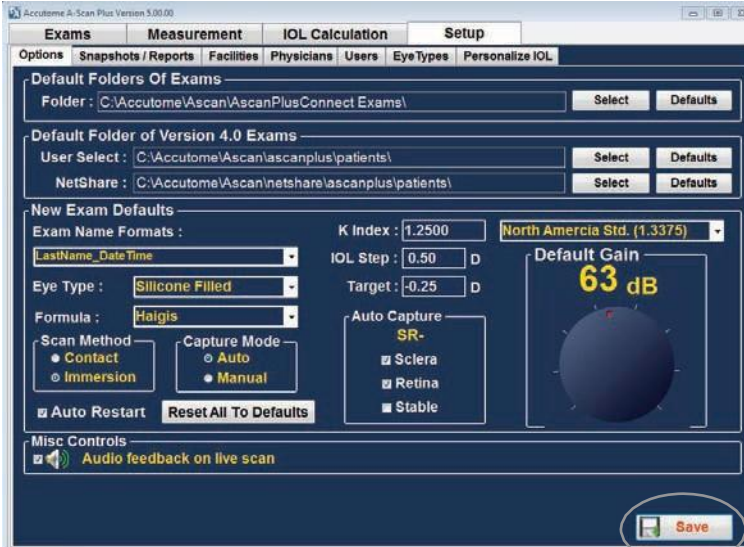 Accutome A-Scan Plus Version 5.00.00
Exams Measurement IOL Calculation Setup
Options Snapshots / Reports Facilities Physicians Users EyeTypes Personalize IOL
Default Folders Of Exams
Folder : C:\Accutome\Ascan\AscanPlusConnect Exams\ Select Defaults
Default Folder of Version 4.0 Exams
User Select : C:\Accutome\Ascan\ascanplus\patients\ Select Defaults
NetShare : C:\Accutome\Ascan\netshare\ascanplus\patients\ Select Defaults
New Exam Defaults
Exam Name Formats : K Index : 1.2500 North Amercia Std. (1.3375)
LastName_DateTime IOL Step : 0.50 D Default Gain
Eye Type : Silicone Filled Target : -0.25 D 63 dB
Formula : Haigis Auto Capture
Scan Method Capture Mode SR-
Contact Auto Sclera
Immersion Manual Retina
Auto Restart Reset All To Defaults Stable
Misc Controls
Audio feedback on live scan
Save